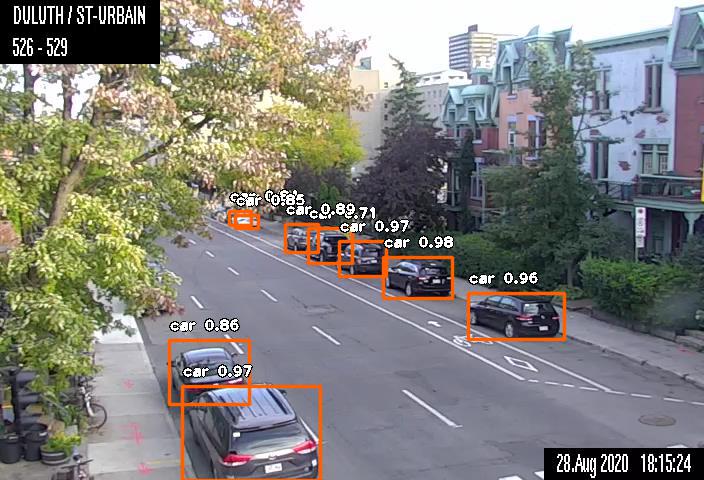 DULUTH / ST-URBAIN
526 - 529
car 0.85
car 0.89
0.71
car 0.97
car 0.98
car 0.96
car 0.86
car 0.97
28.Aug 2020 18:15:24